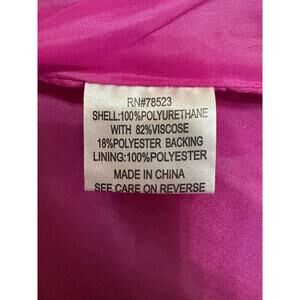 RN#78523
SHELL:100%POLYURETHANE
WITH 82%VISCOSE
18%POLYESTER BACKING
LINING:100%POLYESTER
MADE IN CHINA
SEE CARE ON REVERSE